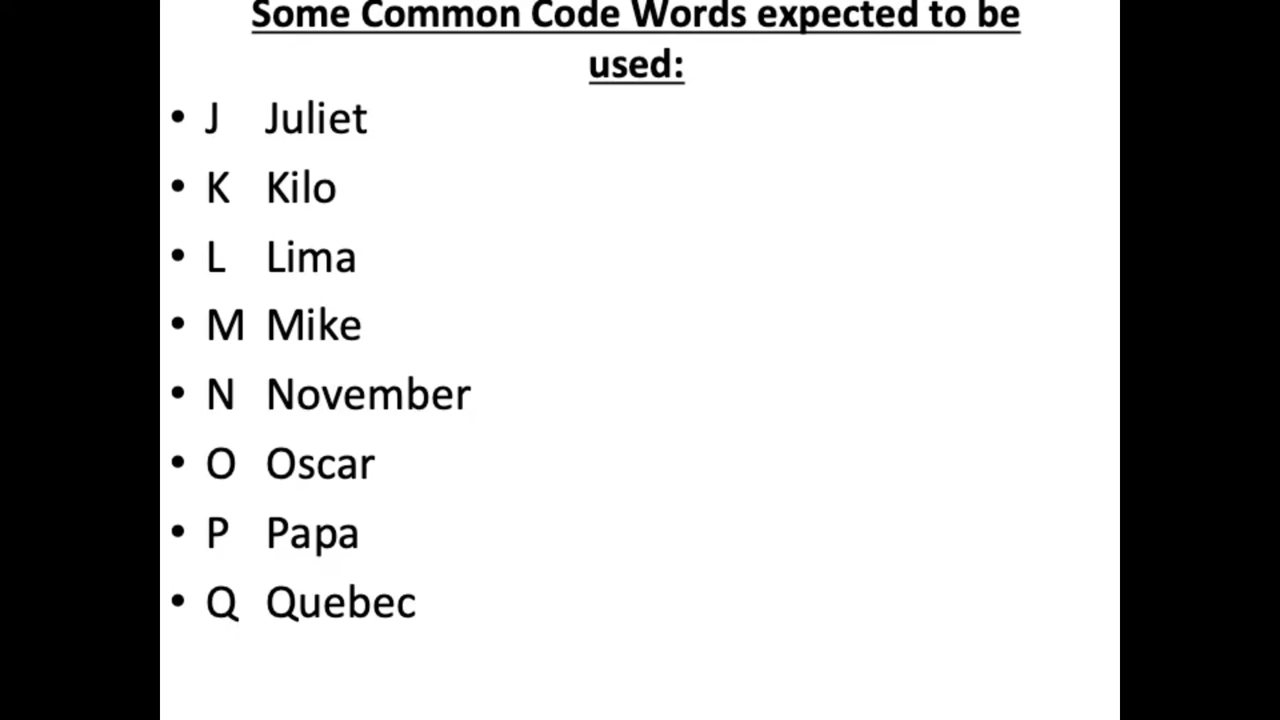 Some Common Code Words expected to be
used:
• J Juliet
• K Kilo
• L Lima
• M Mike
• N November
• O Oscar
• P Papa
• Q Quebec